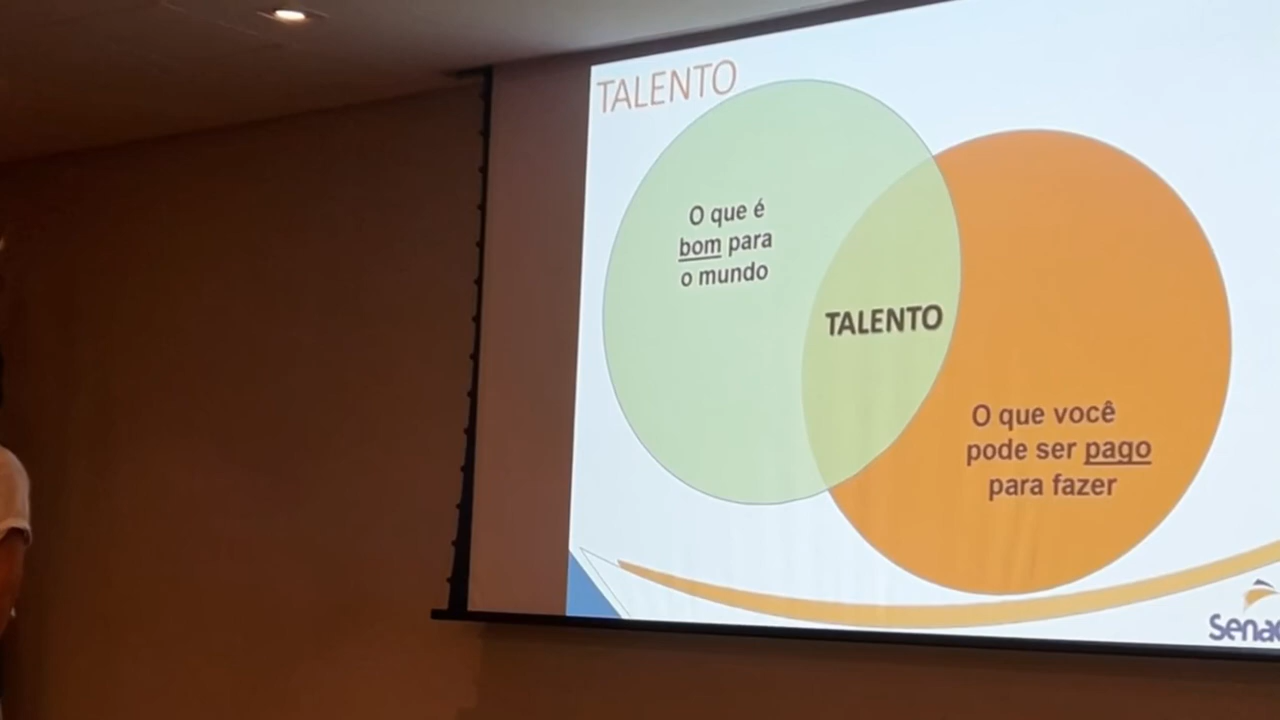 TALENTO
O que é
bom para
o mundo
TALENTO
O que você
pode ser pago
para fazer
Senac